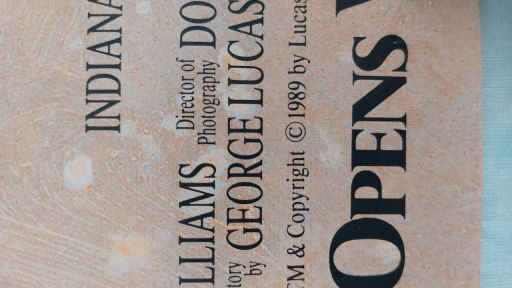 INDIANA
LLIAMS Director of Photography DO
tory by GEORGE LUCAS
TM & Copyright ©1989 by Lucas
OPENS